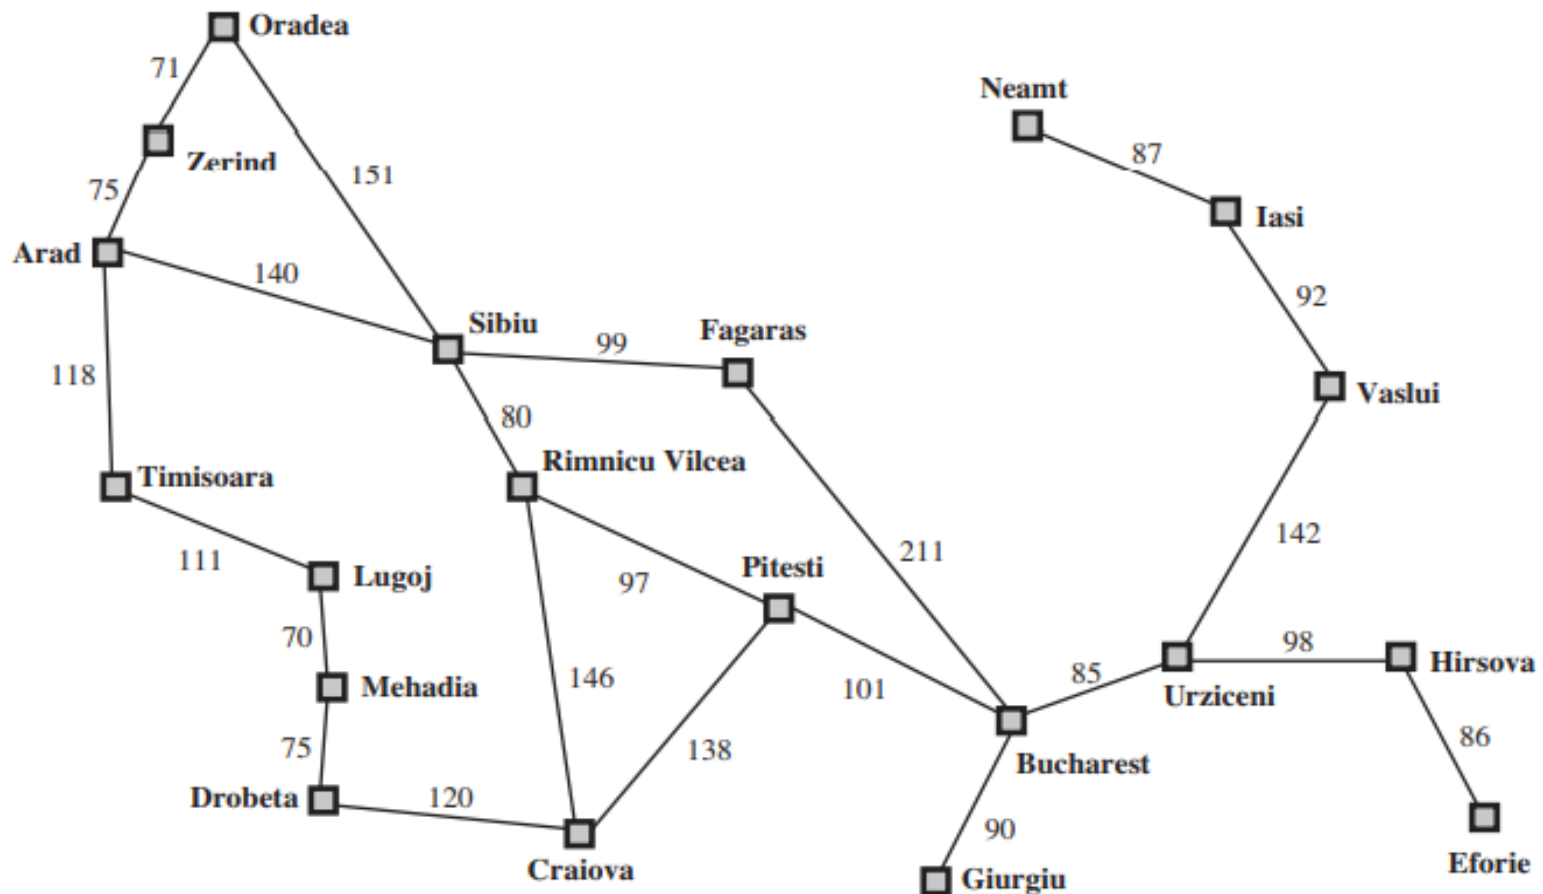 Oradea
71
Neamt
87
Zerind
151
75
Iasi
Arad
140
92
Sibiu
Fagaras
99
118
Vaslui
80
Rimnicu Vilcea
Timisoara
142
111
211
Pitesti
Lugoj
97
70
98
Hirsova
146
85
Mehadia
101
Urziceni
86
75
138
Bucharest
Drobeta
120
90
Craiova
Giurgiu
Eforie